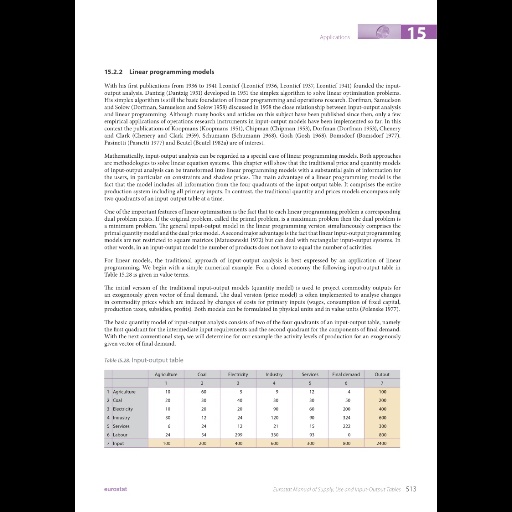 Applications 15
15.2.2 Linear programming models
With his first publications from 1936 to 1941 Leontief (Leontief 1936, Leontief 1937, Leontief 1941) founded the input-
output analysis. Dantzig (Dantzig 1951) developed in 1951 the simplex algorithm to solve linear optimisation problems.
His simplex algorithm is still the basic foundation of linear programming and operations research. Dorfman, Samuelson
and Solow (Dorfman, Samuelson and Solow 1958) discussed in 1958 the close relationship between input-output analysis
and linear programming. Although many books and articles on this subject have been published since then, only a few
empirical applications of operations research instruments in input-output models have been implemented so far. In this
context the publications of Koopmans (Koopmans 1951), Chipman (Chipman 1953), Dorfman (Dorfman 1953), Chenery
and Clark (Chenery and Clark 1959), Schumann (Schumann 1968), Gosh (Gosh 1968),
Pasinetti (Pasinetti 1977) and Beutel (Beutel 1982a) are of interest.
Mathematically, input-output analysis can be regarded as a special case of linear programming models. Both approaches
are methodologies to solve linear equation systems. This chapter will show that the traditional price and quantity models
of input-output analysis can be transformed into linear programming models with a substantial gain of information for
the users, in particular on constraints and shadow prices. The main advantage of a linear programming model is the
fact that the model includes all information from the four quadrants of the input-output table. It comprises the entire
production system including all primary inputs. In contrast, the traditional quantity and prices models encompass only
two quadrants of an input-output table at a time.
One of the important features of linear optimisation is the fact that to each linear programming problem a corresponding
dual problem exists. If the original problem, called the primal problem, is a maximum problem then the dual problem is
a minimum problem. The general input-output model in the linear programming version simultaneously comprises the
primal quantity model and the dual price model. A second major advantage is the fact that linear input-output programming
models are not restricted to square matrices (Matuszewski 1972) but can deal with rectangular input-output systems. In
other words, in an input-output model the number of products does not have to equal the number of activities.
For linear models, the traditional approach of input-output analysis is best expressed by an application of linear
programming. We begin with a simple numerical example. For a closed economy the following input-output table in
Table 15.28 is given in value terms.
The initial version of the traditional input-output models (quantity model) is used to project commodity outputs for
an exogenously given vector of final demand. The dual version (price model) is often implemented to analyse changes
in commodity prices which are induced by changes of costs for primary inputs (wages, consumption of fixed capital,
production taxes, subsidies, profits). Both models can be formulated in physical units and in value units (Polenske 1977).
The basic quantity model of input-output analysis consists of two of the four quadrants of an input-output table, namely
the first quadrant for the intermediate input requirements and the second quadrant for the components of final demand.
With the next conventional step, we will determine for our example the activity levels of production for an exogenously
given vector of final demand.
Table 15.28: Input-output table
Agriculture Coal Electricity Industry Services Final demand Output
1 2 3 4 5 6 7
1 Agriculture 10 60 5 9 12 4 100
2 Coal 20 30 40 30 30 50 200
3 Electricity 10 20 20 90 60 200 400
4 Industry 30 12 24 120 90 324 600
5 Services 6 24 12 21 15 222 300
6 Labour 24 54 299 330 93 0 800
7 Input 100 200 400 600 300 800 2400
eurostat Eurostat Manual of Supply, Use and Input-Output Tables 513